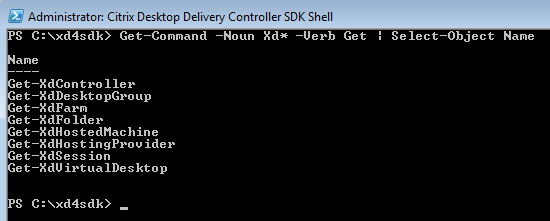 Administrator: Citrix Desktop Delivery Controller SDK Shell
PS C:\xd4sdk> Get-Command -Noun Xd* -Verb Get | Select-Object Name
Name
----
Get-XdController
Get-XdDesktopGroup
Get-XdFarm
Get-XdFolder
Get-XdHostedMachine
Get-XdHostingProvider
Get-XdSession
Get-XdVirtualDesktop
PS C:\xd4sdk> _